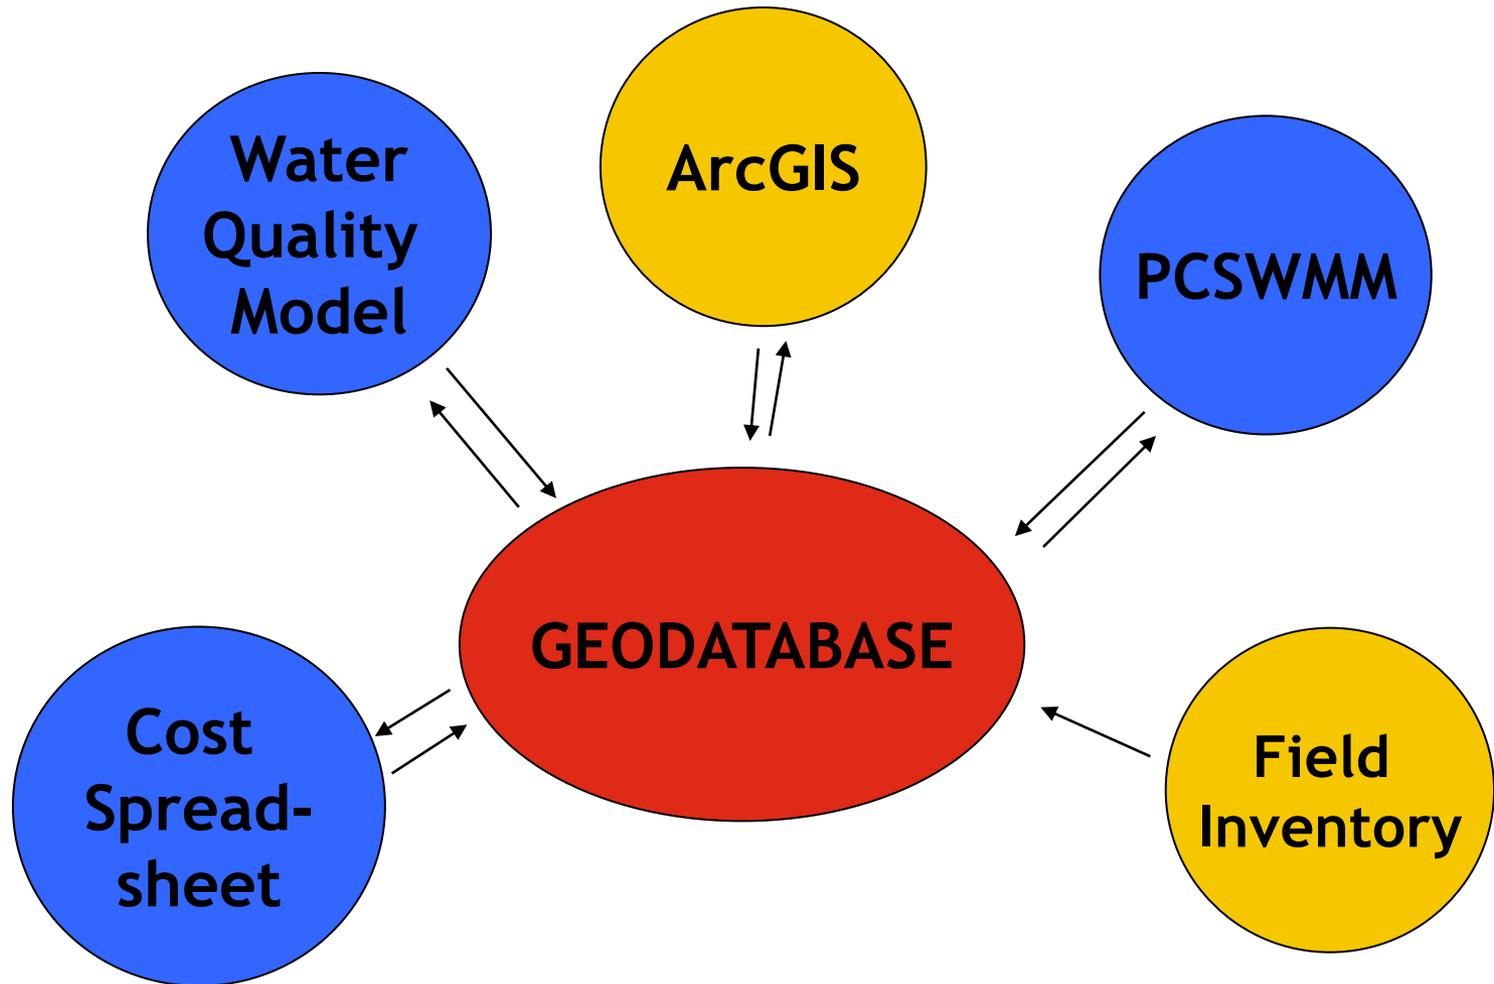 Water
Quality
Model
ArcGIS
PCSWMM
GEODATABASE
Cost
Spread-
sheet
Field
Inventory